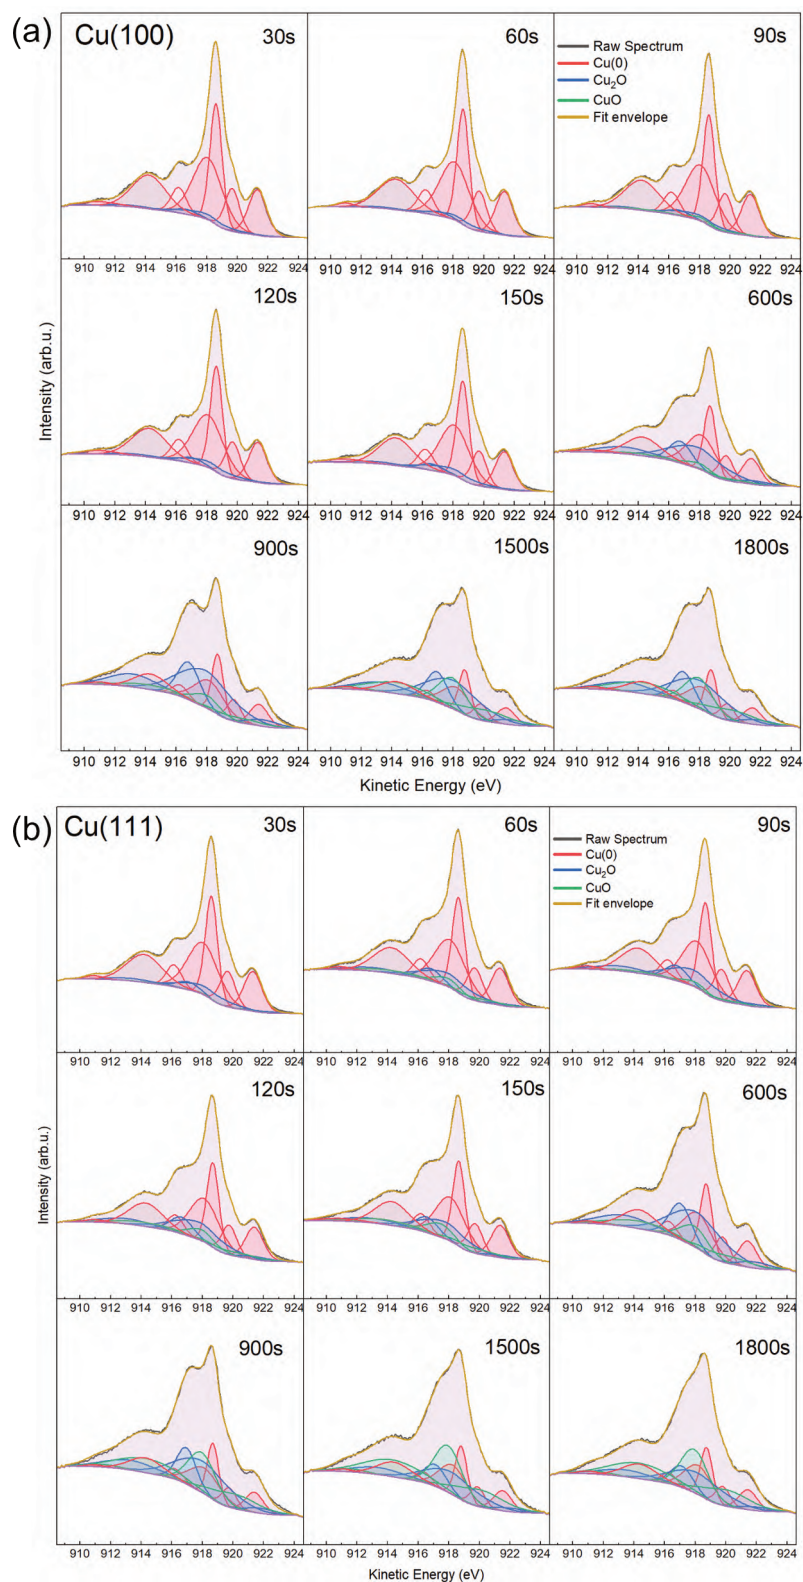 (a)
Cu(100)
30s
60s
90s
Raw Spectrum
Cu(0)
Cu₂O
CuO
Fit envelope
910 912 914 916 918 920 922 924
910 912 914 916 918 920 922 924
910 912 914 916 918 920 922 924
120s
150s
600s
Intensity (arb.u.)
910 912 914 916 918 920 922 924
910 912 914 916 918 920 922 924
910 912 914 916 918 920 922 924
900s
1500s
1800s
910 912 914 916 918 920 922 924
910 912 914 916 918 920 922 924
910 912 914 916 918 920 922 924
Kinetic Energy (eV)
(b)
Cu(111)
30s
60s
90s
Raw Spectrum
Cu(0)
Cu₂O
CuO
Fit envelope
910 912 914 916 918 920 922 924
910 912 914 916 918 920 922 924
910 912 914 916 918 920 922 924
120s
150s
600s
Intensity (arb.u.)
910 912 914 916 918 920 922 924
910 912 914 916 918 920 922 924
910 912 914 916 918 920 922 924
900s
1500s
1800s
910 912 914 916 918 920 922 924
910 912 914 916 918 920 922 924
910 912 914 916 918 920 922 924
Kinetic Energy (eV)